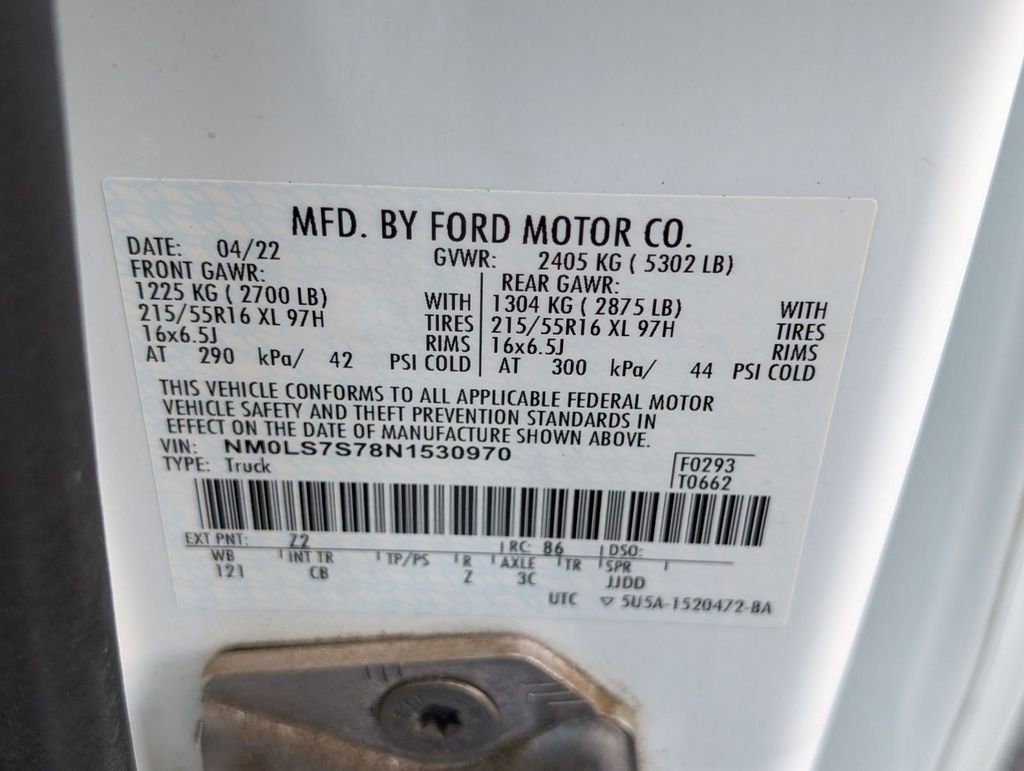 MFD. BY FORD MOTOR CO.
DATE: 04/22 GVWR: 2405 KG ( 5302 LB)
FRONT GAWR: REAR GAWR:
1225 KG ( 2700 LB) WITH 1304 KG ( 2875 LB) WITH
215/55R16 XL 97H TIRES 215/55R16 XL 97H TIRES
16x6.5J RIMS 16x6.5J RIMS
AT 290 kPa/ 42 PSI COLD AT 300 kPa/ 44 PSI COLD
THIS VEHICLE CONFORMS TO ALL APPLICABLE FEDERAL MOTOR
VEHICLE SAFETY AND THEFT PREVENTION STANDARDS IN
EFFECT ON THE DATE OF MANUFACTURE SHOWN ABOVE.
VIN: NM0LS7S78N1530970
TYPE: Truck
F0293
T0662
EXT PNT: Z2 RC: 86 DSO:
WB INT TR TP/PS R AXLE TR SPR
121 CB Z 3C JJDD
UTC ▽ 5U5A-1520472-BA